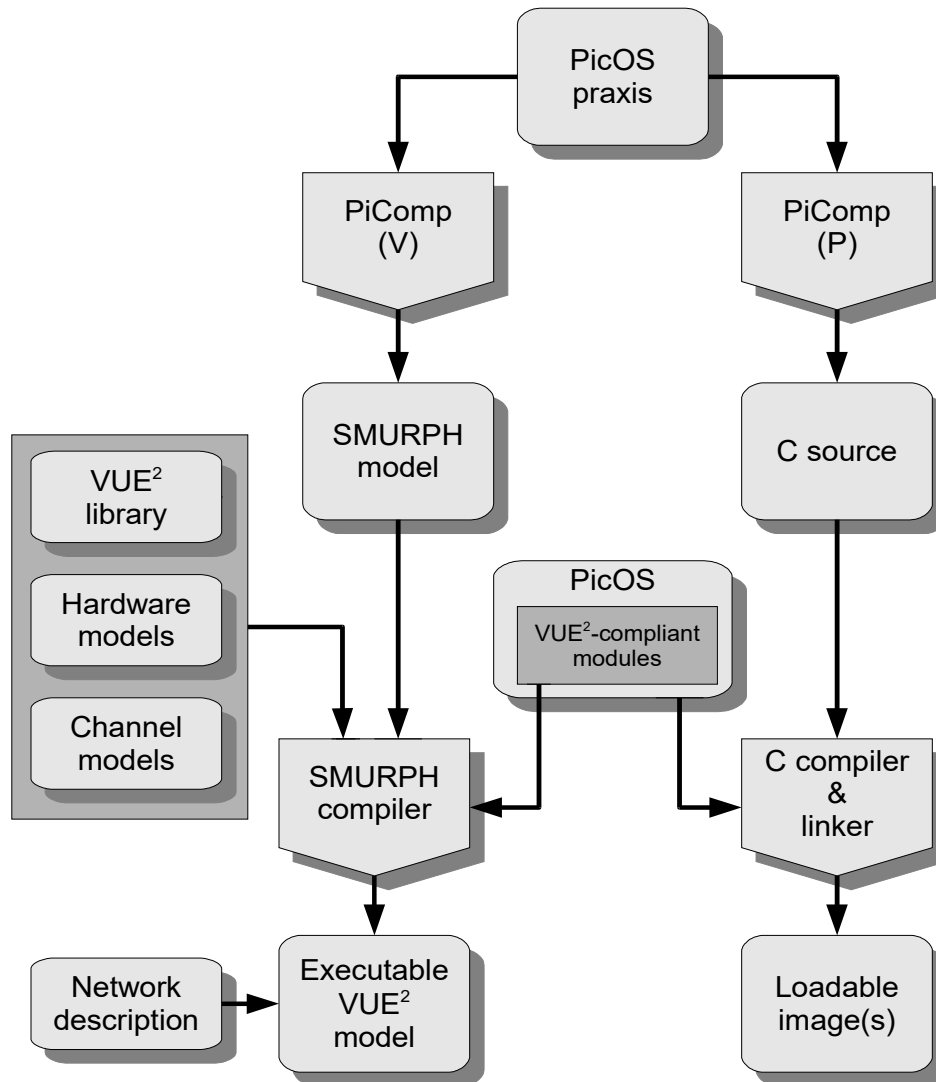 PicOS
praxis
PiComp
(V)
PiComp
(P)
SMURPH
model
C source
VUE²
library
Hardware
models
Channel
models
PicOS
VUE²-compliant
modules
SMURPH
compiler
C compiler
&
linker
Network
description
Executable
VUE²
model
Loadable
image(s)